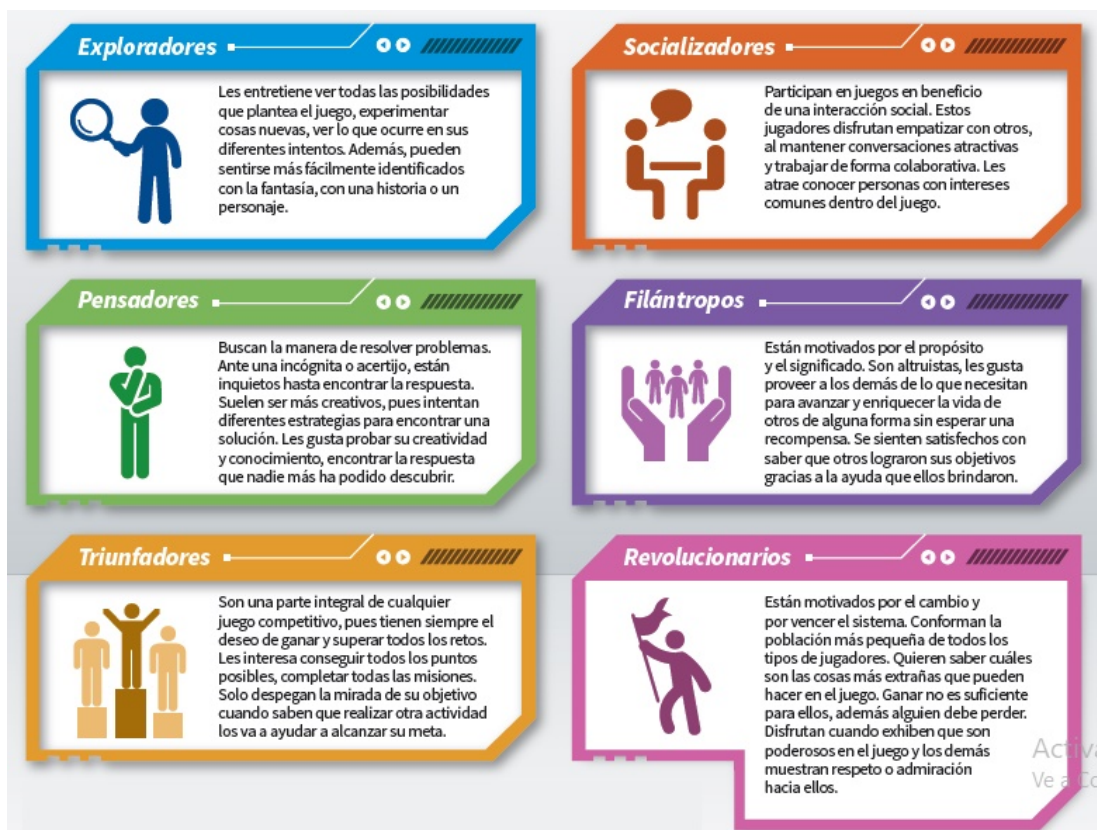 Exploradores
Les entretiene ver todas las posibilidades
que plantea el juego, experimentar
cosas nuevas, ver lo que ocurre en sus
diferentes intentos. Además, pueden
sentirse más fácilmente identificados
con la fantasía, con una historia o un
personaje.
Socializadores
Participan en juegos en beneficio
de una interacción social. Estos
jugadores disfrutan empatizar con otros,
al mantener conversaciones atractivas
y trabajar de forma colaborativa. Les
atrae conocer personas con intereses
comunes dentro del juego.
Pensadores
Buscan la manera de resolver problemas.
Ante una incógnita o acertijo, están
inquietos hasta encontrar la respuesta.
Suelen ser más creativos, pues intentan
diferentes estrategias para encontrar una
solución. Les gusta probar su creatividad
y conocimiento, encontrar la respuesta
que nadie más ha podido descubrir.
Filántropos
Están motivados por el propósito
y el significado. Son altruistas, les gusta
proveer a los demás de lo que necesitan
para avanzar y enriquecer la vida de
otros de alguna forma sin esperar una
recompensa. Se sienten satisfechos con
saber que otros lograron sus objetivos
gracias a la ayuda que ellos brindaron.
Triunfadores
Son una parte integral de cualquier
juego competitivo, pues tienen siempre el
deseo de ganar y superar todos los retos.
Les interesa conseguir todos los puntos
posibles, completar todas las misiones.
Solo despegan la mirada de su objetivo
cuando saben que realizar otra actividad
los va a ayudar a alcanzar su meta.
Revolucionarios
Están motivados por el cambio y
por vencer el sistema. Conforman la
población más pequeña de todos los
tipos de jugadores. Quieren saber cuáles
son las cosas más extrañas que pueden
hacer en el juego. Ganar no es suficiente
para ellos, además alguien debe perder.
Disfrutan cuando exhiben que son
poderosos en el juego y los demás
muestran respeto o admiración
hacia ellos.
Activa
Ve a Co